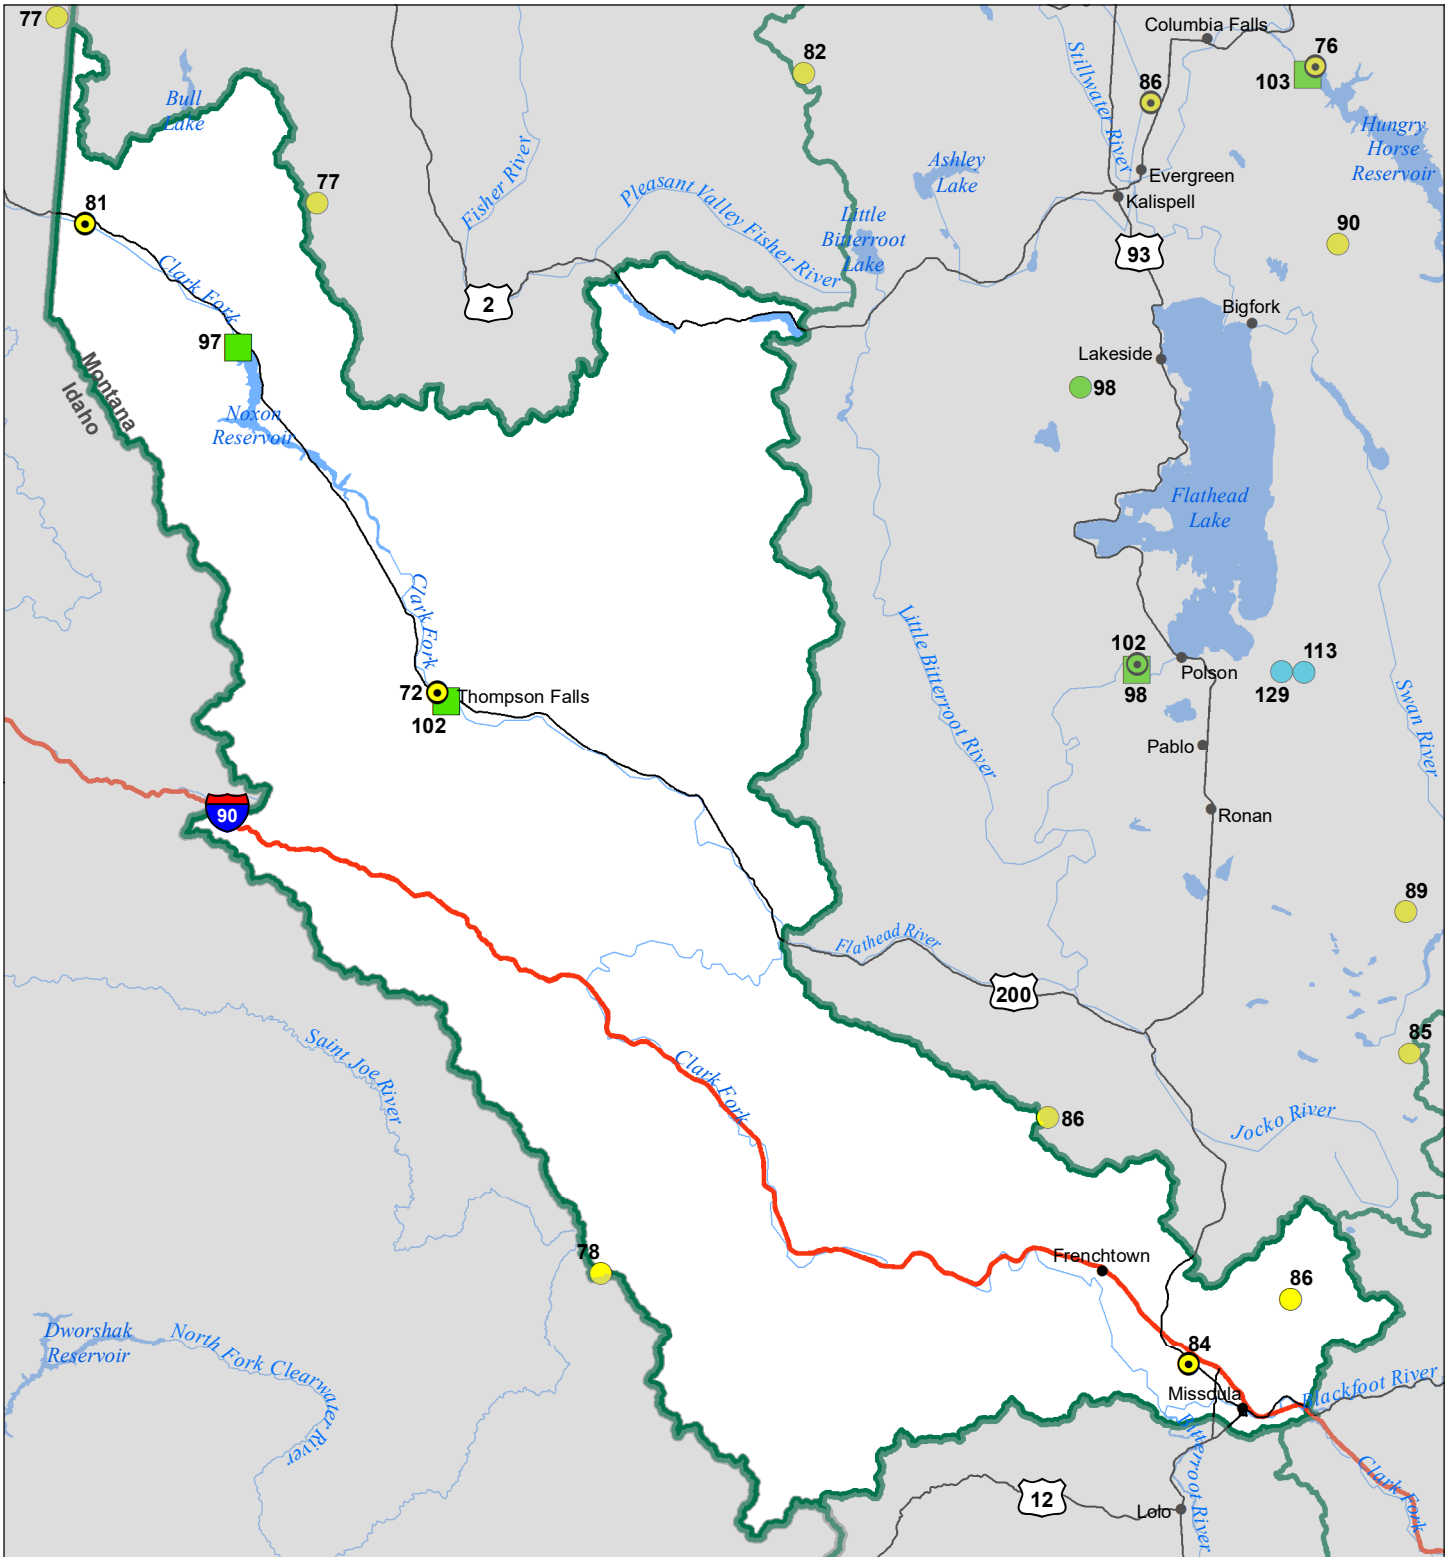 77
82
Columbia Falls
76
103
86
Stillwater River
Bull
Lake
Hungry
Horse
Reservoir
Ashley
Lake
Evergreen
Kalispell
Fisher River
Pleasant Valley Fisher River
77
81
Little
Bitterroot
Lake
93
90
Clark Fork
2
Bigfork
97
Lakeside
98
Montana
Idaho
Noxon
Reservoir
Flathead
Lake
Clark Fork
Little Bitterroot River
102
98
Polson
113
129
Swan River
72
Thompson Falls
102
Pablo
90
Ronan
89
Flathead River
200
Saint Joe River
Clark Fork
85
86
Jocko River
78
Frenchtown
86
Dworshak
Reservoir
North Fork Clearwater River
84
Missoula
Blackfoot River
Bitterroot River
Clark Fork
12
Lolo